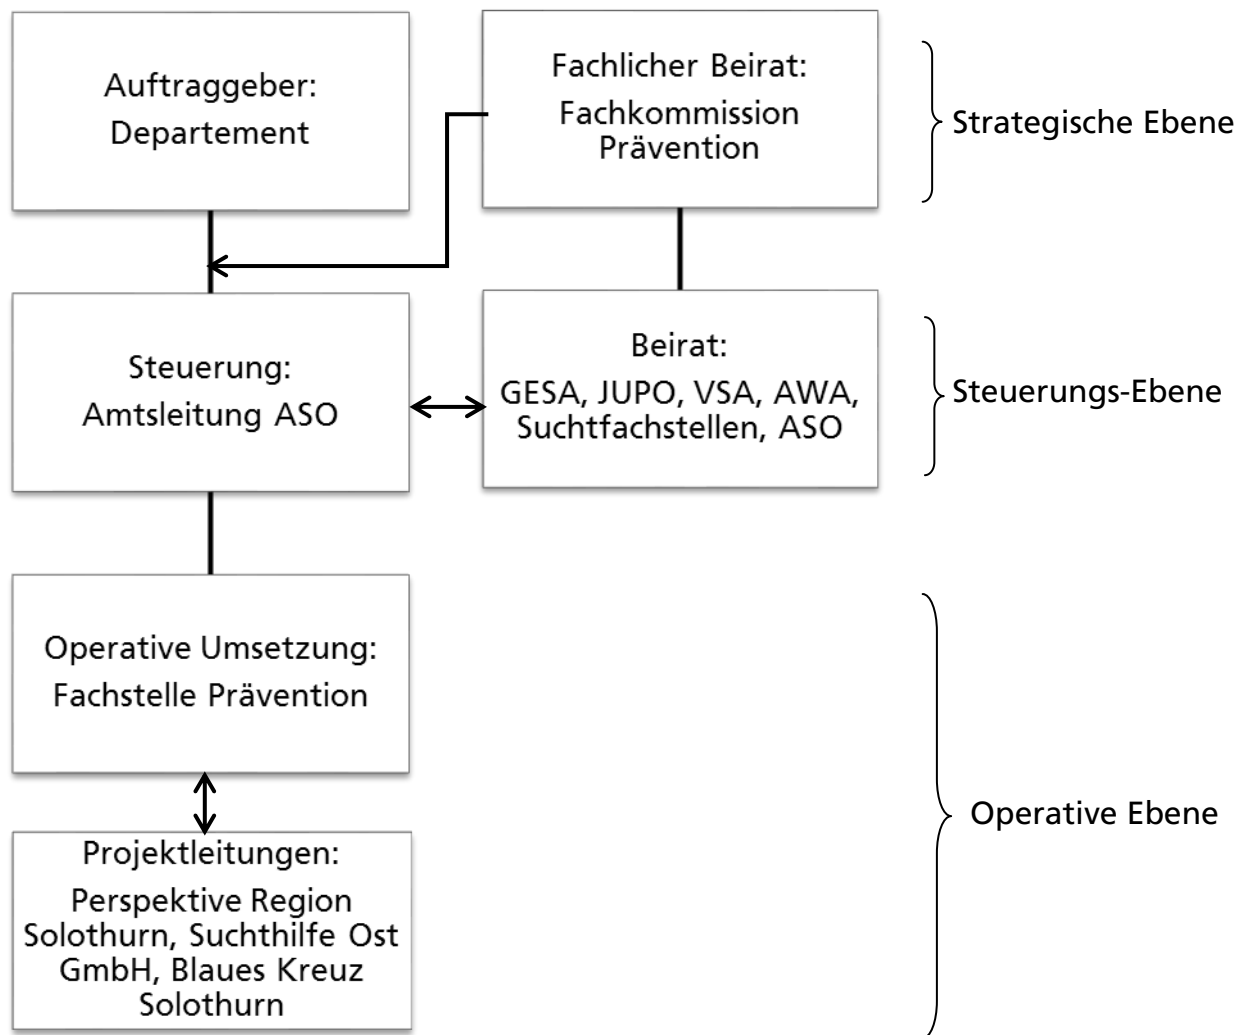 Auftraggeber:
Departement
Fachlicher Beirat:
Fachkommission
Prävention
Strategische Ebene
Steuerung:
Amtsleitung ASO
Beirat:
GESA, JUPO, VSA, AWA,
Suchtfachstellen, ASO
Steuerungs-Ebene
Operative Umsetzung:
Fachstelle Prävention
Projektleitungen:
Perspektive Region
Solothurn, Suchthilfe Ost
GmbH, Blaues Kreuz
Solothurn
Operative Ebene